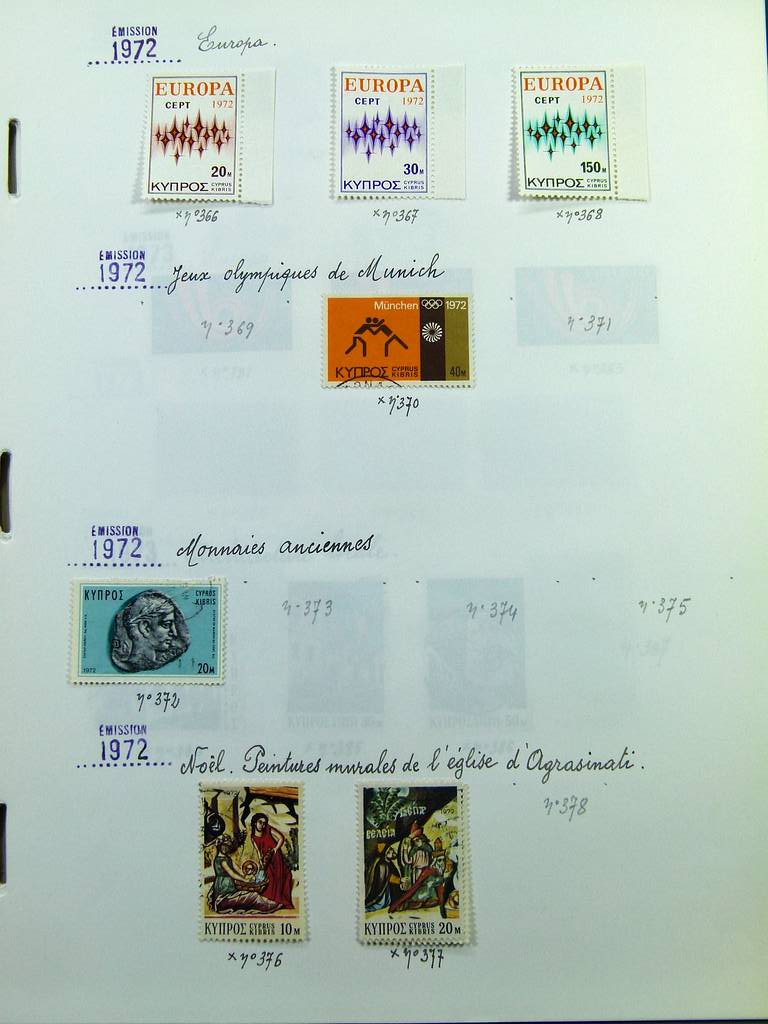 ÉMISSION
1972 Europa.
EUROPA
CEPT 1972
20M
ΚΥΠΡΟΣ CYPRUS
KIBRIS
EUROPA
CEPT 1972
30M
ΚΥΠΡΟΣ CYPRUS
KIBRIS
EUROPA
CEPT 1972
150M
ΚΥΠΡΟΣ CYPRUS
KIBRIS
x n°366
x n°367
x n°368
ÉMISSION
1972 Jeux olympiques de Munich
n°369
München 1972
ΚΥΠΡΟΣ CYPRUS
KIBRIS 40M
n°371
x n°370
ÉMISSION
1972 Monnaies anciennes
ΚΥΠΡΟΣ CYPRUS
KIBRIS
1972 20M
n°373
n°374
n°375
n°372
ÉMISSION
1972 Noël. Peintures murales de l'église d'Agrasinati.
n°378
ΚΥΠΡΟΣ CYPRUS
KIBRIS 10M
ΚΥΠΡΟΣ CYPRUS
KIBRIS 20M
x n°376
x n°377